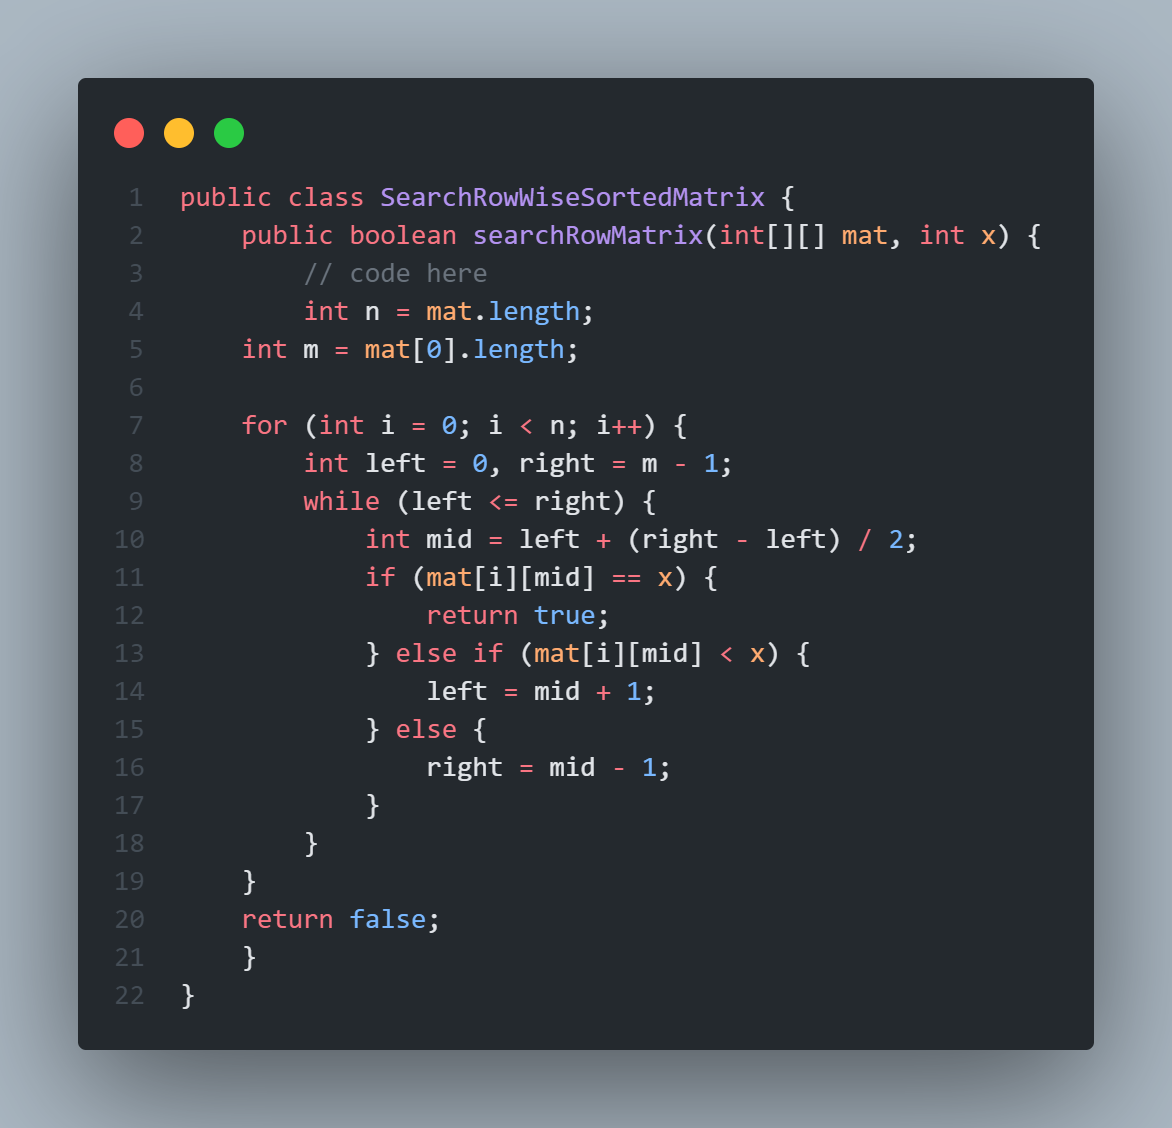 1 public class SearchRowWiseSortedMatrix {
2     public boolean searchRowMatrix(int[][] mat, int x) {
3         // code here
4         int n = mat.length;
5     int m = mat[0].length;
6
7     for (int i = 0; i < n; i++) {
8         int left = 0, right = m - 1;
9         while (left <= right) {
10             int mid = left + (right - left) / 2;
11             if (mat[i][mid] == x) {
12                 return true;
13             } else if (mat[i][mid] < x) {
14                 left = mid + 1;
15             } else {
16                 right = mid - 1;
17             }
18         }
19     }
20     return false;
21     }
22 }